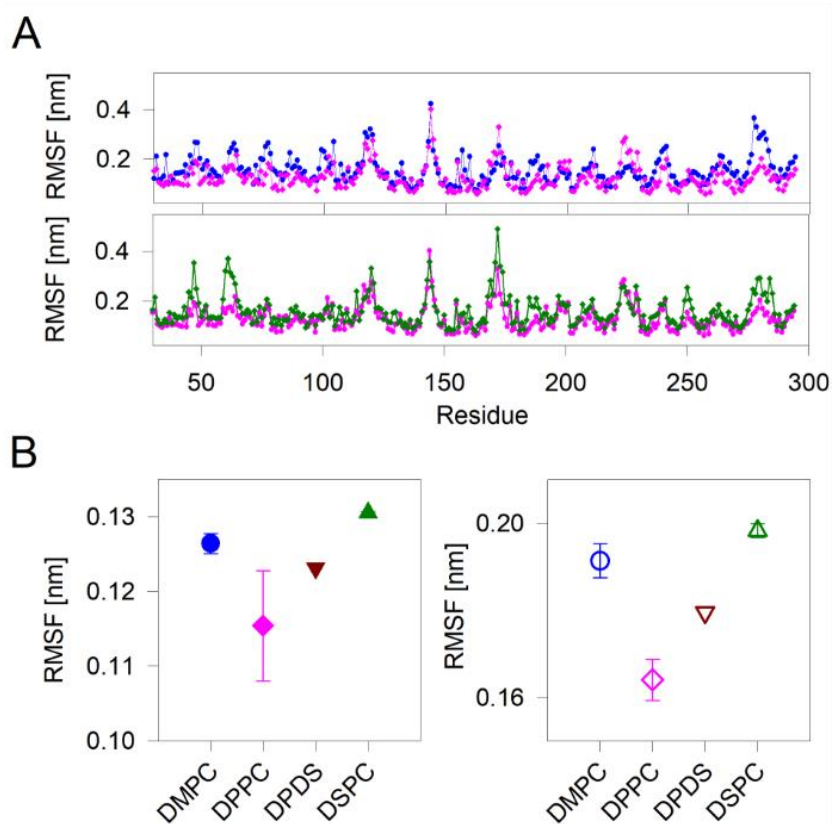 A
RMSF [nm]
0.4
0.2
RMSF [nm]
0.4
0.2
50 100 150 200 250 300
Residue
B
RMSF [nm]
0.13
0.12
0.11
0.10
DMPC DPPC DPDS DSPC
RMSF [nm]
0.20
0.16
DMPC DPPC DPDS DSPC